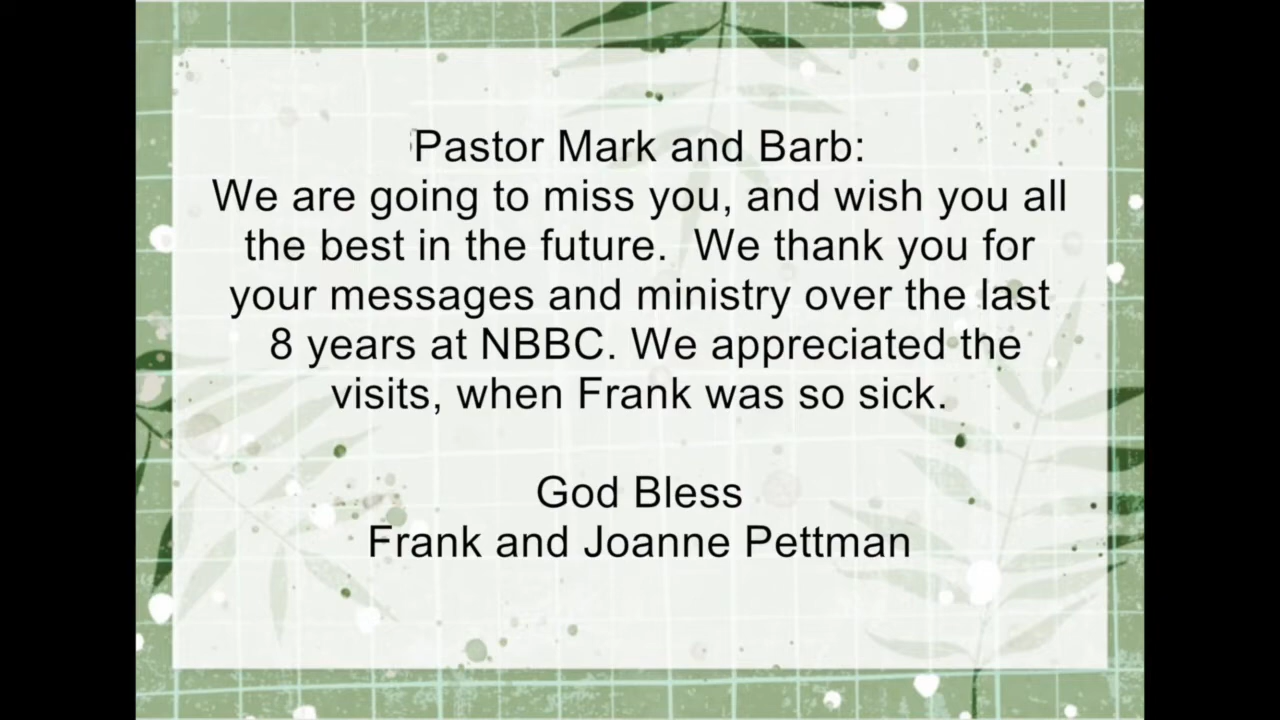 Pastor Mark and Barb:
We are going to miss you, and wish you all
the best in the future.  We thank you for
your messages and ministry over the last
8 years at NBBC. We appreciated the
visits, when Frank was so sick.
God Bless
Frank and Joanne Pettman